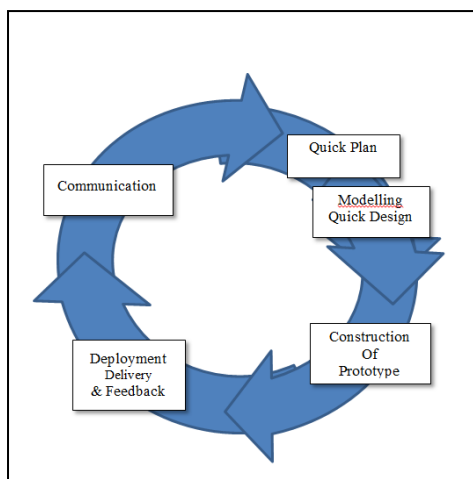 Quick Plan
Communication
Modelling
Quick Design
Construction
Of
Prototype
Deployment
Delivery
& Feedback